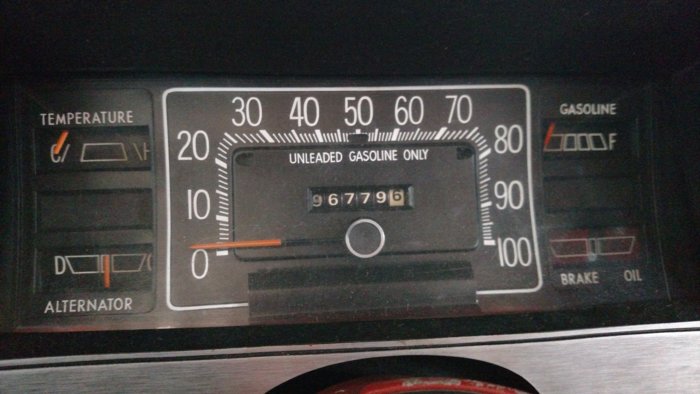 TEMPERATURE
C H
D C
ALTERNATOR
0 10 20 30 40 50 60 70 80 90 100
UNLEADED GASOLINE ONLY
967796
GASOLINE
F
BRAKE OIL